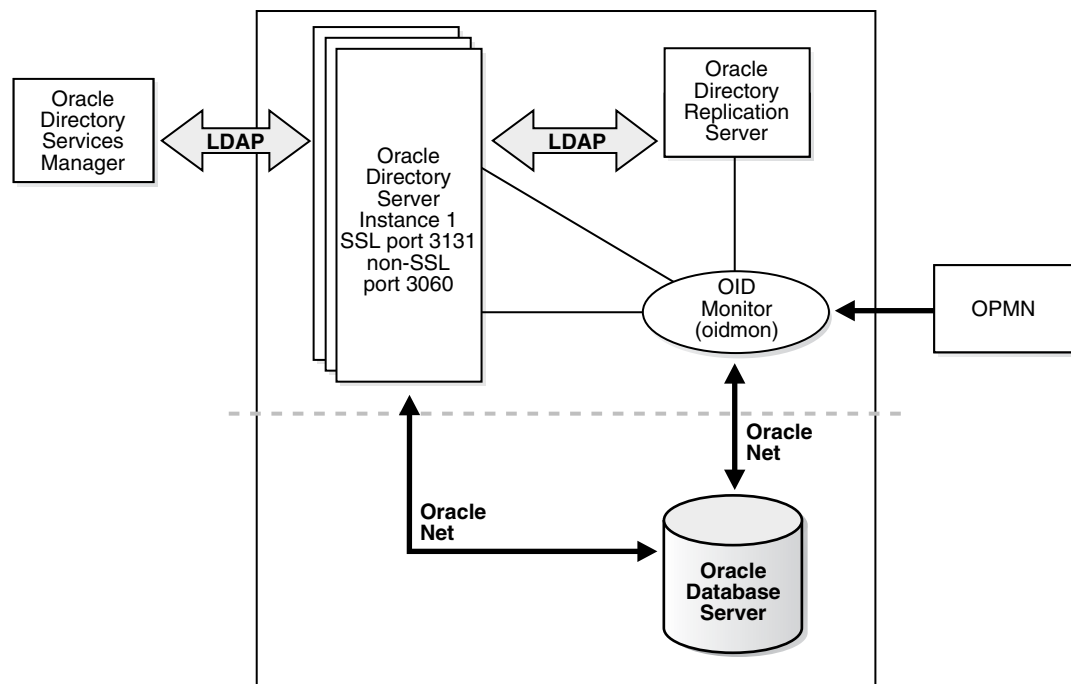 Oracle
Directory
Services
Manager
LDAP
Oracle
Directory
Server
Instance 1
SSL port 3131
non-SSL
port 3060
LDAP
Oracle
Directory
Replication
Server
OID
Monitor
(oidmon)
OPMN
Oracle
Net
Oracle
Net
Oracle
Database
Server